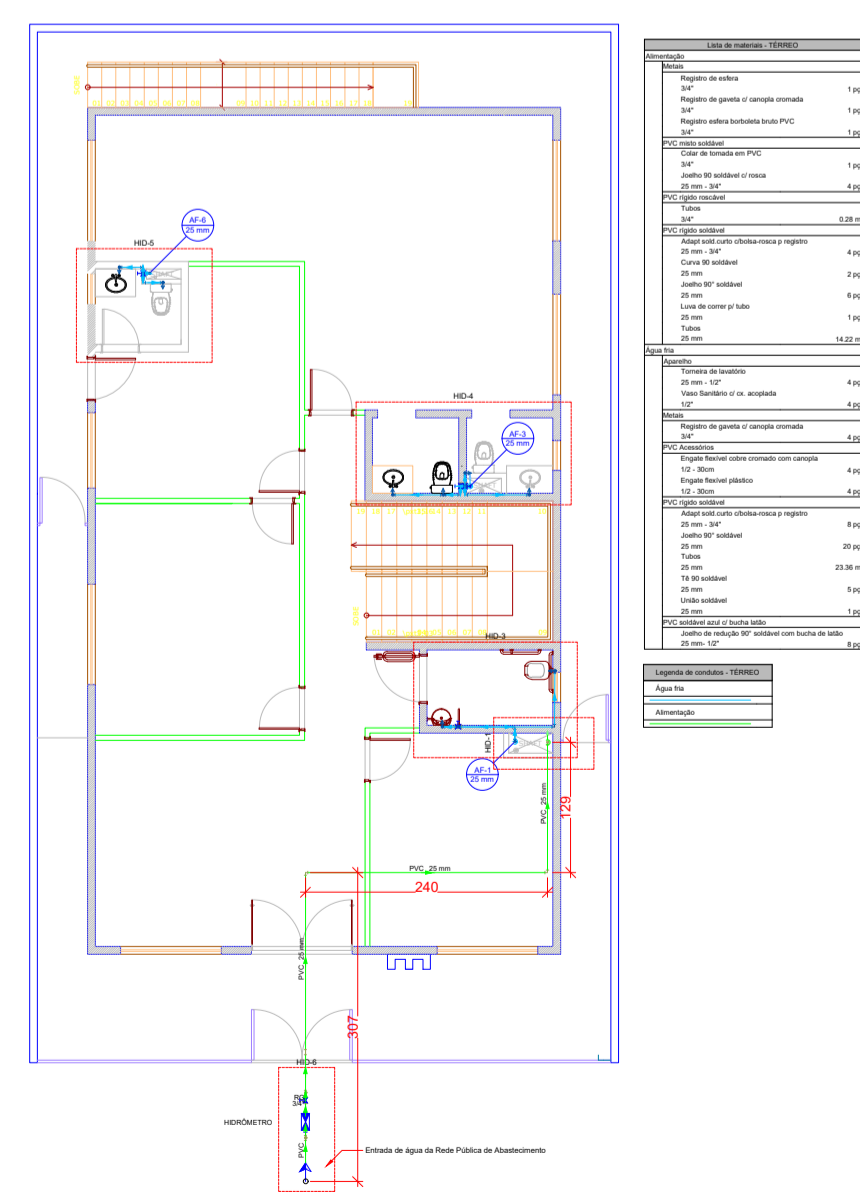 AF-6
25 mm
HID-5
HID-4
AF-3
25 mm
HID-3
HID-1
AF-1
25 mm
PVC 25 mm
129
PVC 25 mm
240
PVC 25 mm
307
HID-6
3/4"
HIDRÔMETRO
PVC
Entrada de água da Rede Pública de Abastecimento
Lista de materiais - TÉRREO
Alimentação
Metais
Registro de esfera
3/4" 1 pç
Registro de gaveta c/ canopla cromada
3/4" 1 pç
Registro esfera borboleta bruto PVC
3/4" 1 pç
PVC misto soldável
Colar de tomada em PVC
3/4" 1 pç
Joelho 90 soldável c/ rosca
25 mm - 3/4" 4 pç
PVC rígido roscável
Tubos
3/4" 0.28 m
PVC rígido soldável
Adapt sold.curto c/bolsa-rosca p registro
25 mm - 3/4" 4 pç
Curva 90 soldável
25 mm 2 pç
Joelho 90° soldável
25 mm 6 pç
Luva de correr p/ tubo
25 mm 1 pç
Tubos
25 mm 14.22 m
Água fria
Aparelho
Torneira de lavatório
25 mm - 1/2" 4 pç
Vaso Sanitário c/ cx. acoplada
1/2" 4 pç
Metais
Registro de gaveta c/ canopla cromada
3/4" 4 pç
PVC Acessórios
Engate flexível cobre cromado com canopla
1/2 - 30cm 4 pç
Engate flexível plástico
1/2 - 30cm 4 pç
PVC rígido soldável
Adapt sold.curto c/bolsa-rosca p registro
25 mm - 3/4" 8 pç
Joelho 90° soldável
25 mm 20 pç
Tubos
25 mm 23.36 m
Tê 90 soldável
25 mm 5 pç
União soldável
25 mm 1 pç
PVC soldável azul c/ bucha latão
Joelho de redução 90° soldável com bucha de latão
25 mm- 1/2" 8 pç
Legenda de condutos - TÉRREO
Água fria
Alimentação